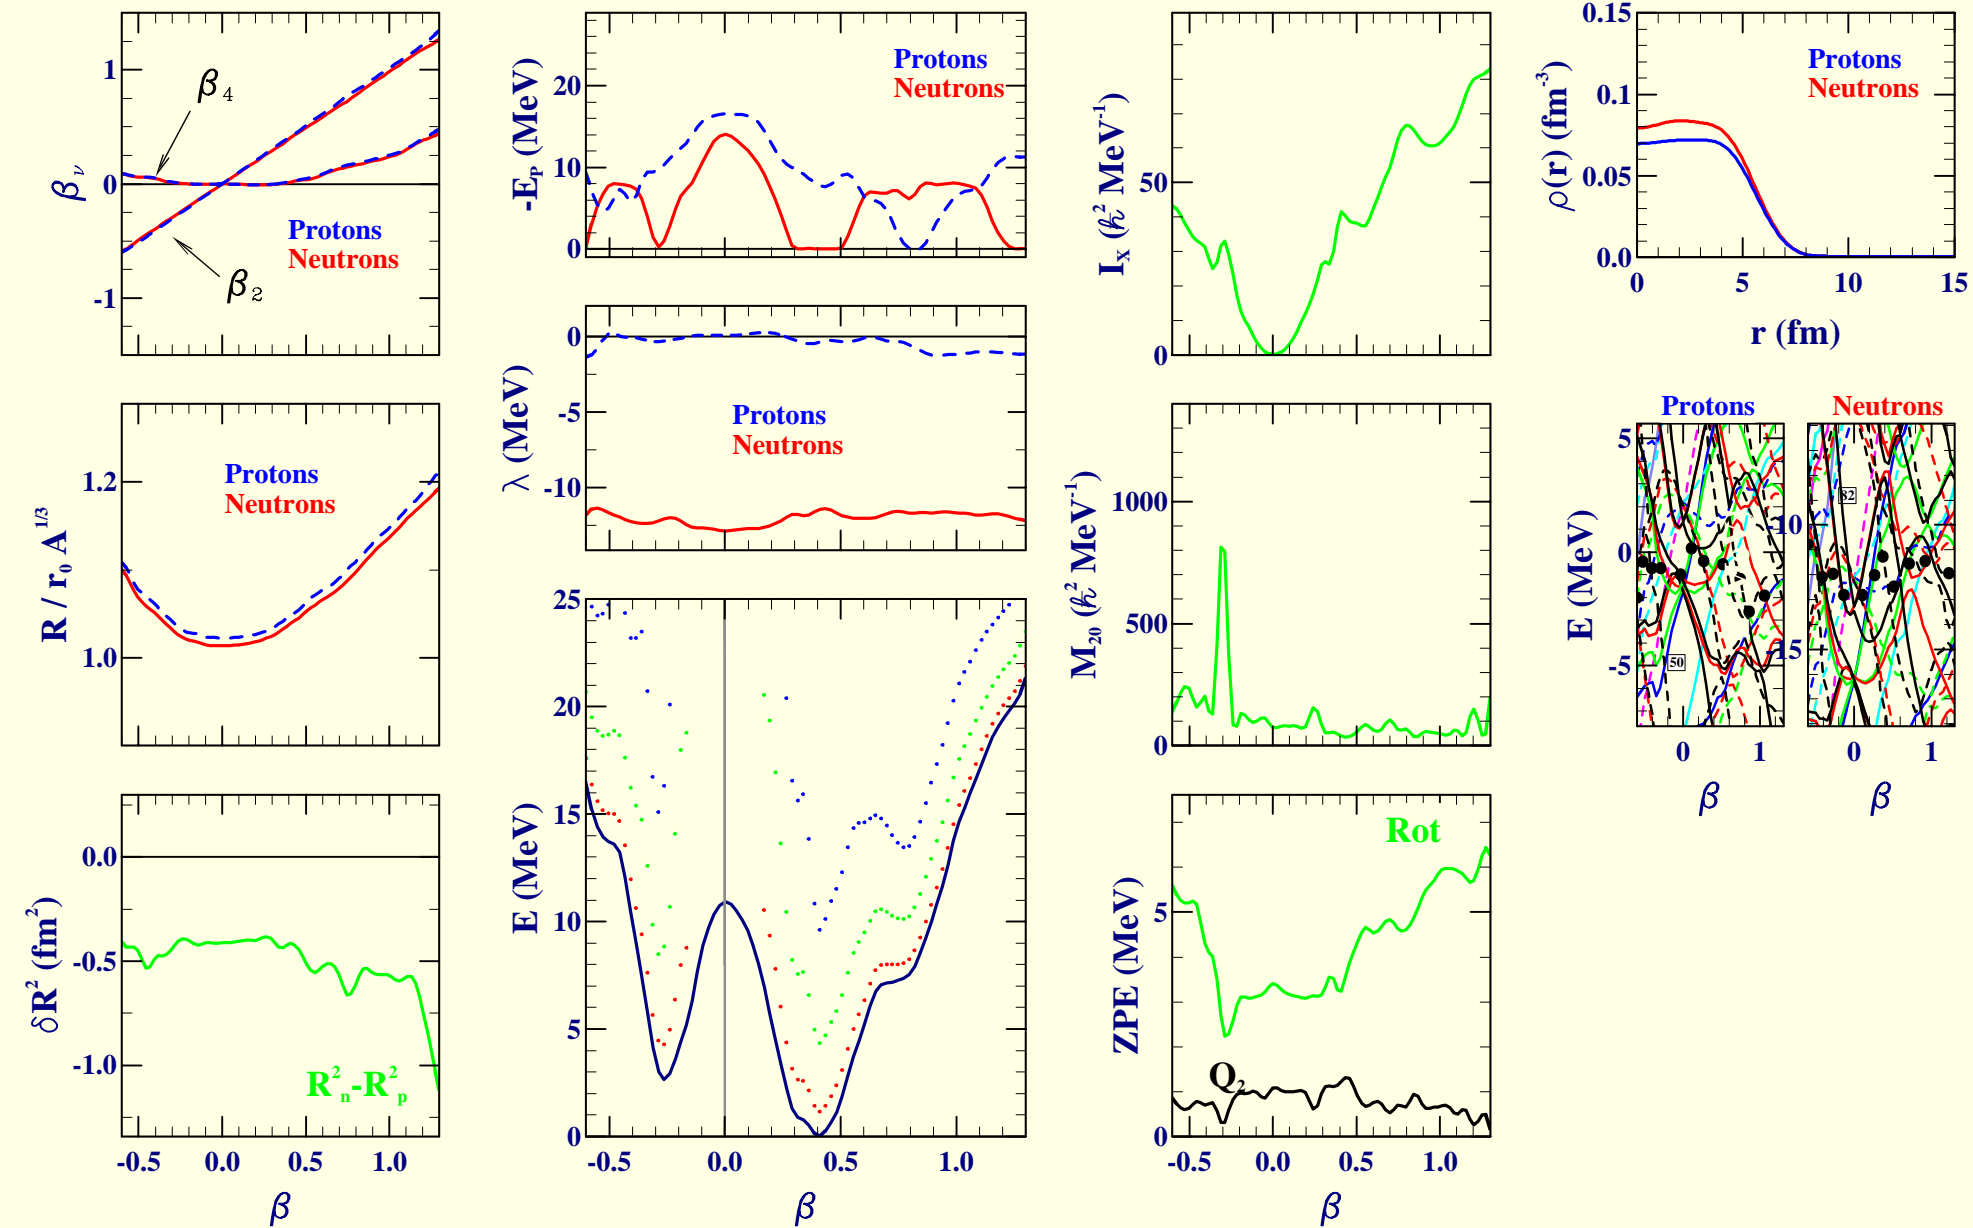 1
0
-1
βν
β4
β2
Protons
Neutrons
1.2
1.0
R / r0 A1/3
Protons
Neutrons
0.0
-0.5
-1.0
δR2 (fm2)
R2n-R2p
-0.5 0.0 0.5 1.0
β
20
10
0
-EP (MeV)
Protons
Neutrons
0
-10
λ (MeV)
Protons
Neutrons
25
20
15
10
5
0
E (MeV)
-0.5 0.0 0.5 1.0
β
50
0
IX (ℏ2 MeV-1)
1000
500
0
M20 (ℏ2 MeV-1)
5
0
ZPE (MeV)
Rot
Q2
-0.5 0.0 0.5 1.0
β
0.15
0.1
0.05
0.0
ρ(r) (fm-3)
Protons
Neutrons
0 5 10 15
r (fm)
Protons Neutrons
5
0
-5
E (MeV)
50
82
-10
-15
0 1
0 1
β β